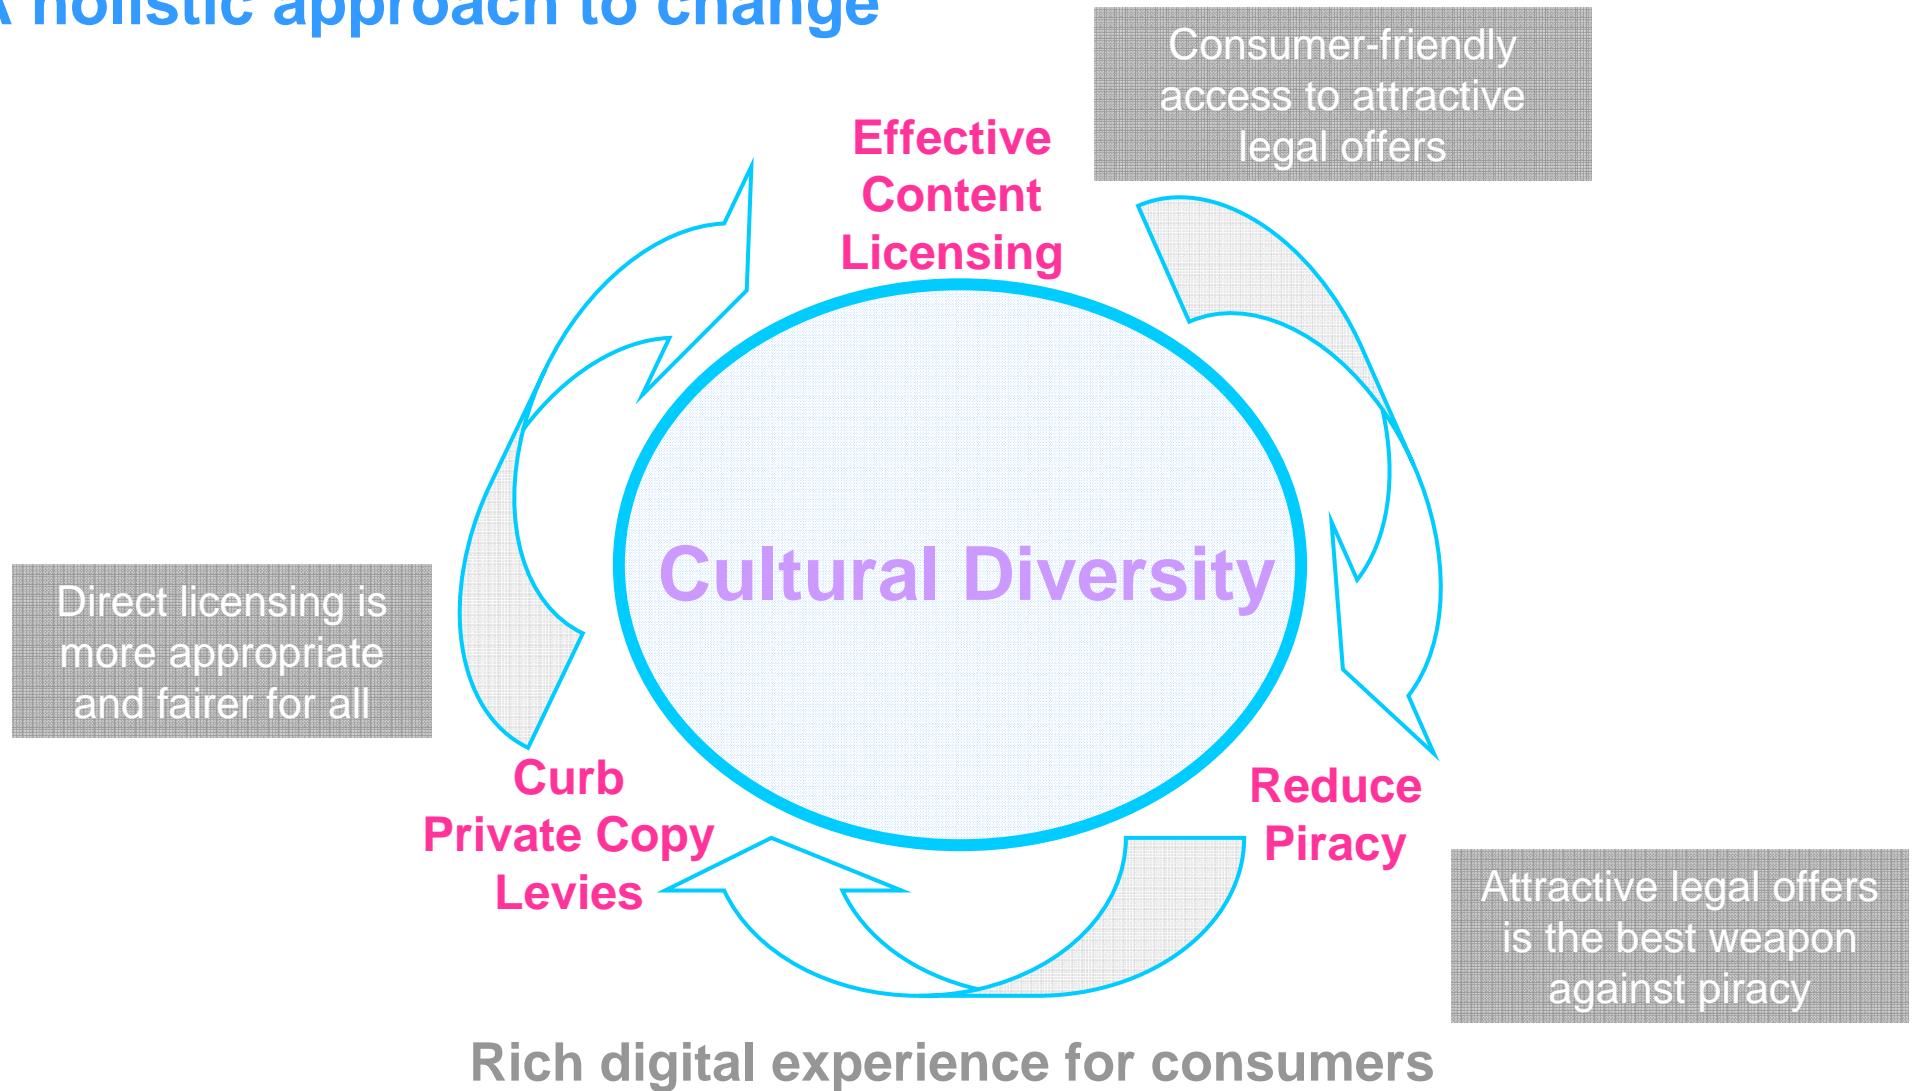 A holistic approach to change
Consumer-friendly
access to attractive
legal offers
Effective
Content
Licensing
Cultural Diversity
Direct licensing is
more appropriate
and fairer for all
Curb
Private Copy
Levies
Reduce
Piracy
Attractive legal offers
is the best weapon
against piracy
Rich digital experience for consumers